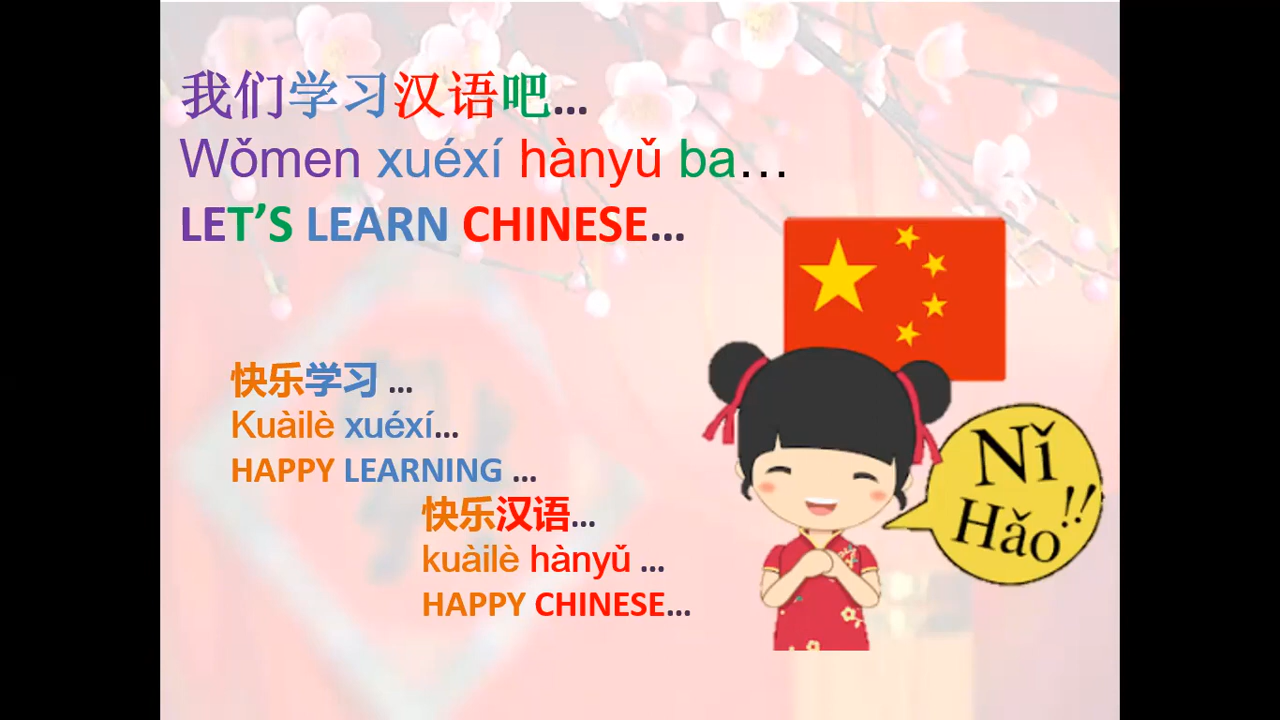 我们学习汉语吧...
Wǒmen xuéxí hànyǔ ba...
LET’S LEARN CHINESE...
快乐学习 ...
Kuàilè xuéxí...
HAPPY LEARNING ...
快乐汉语...
kuàilè hànyǔ ...
HAPPY CHINESE...
Nǐ
Hǎo !!